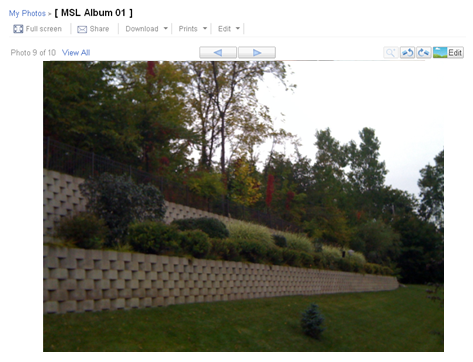 My Photos » [ MSL Album 01 ]
Full screen Share Download Prints Edit
Photo 9 of 10 View All Edit